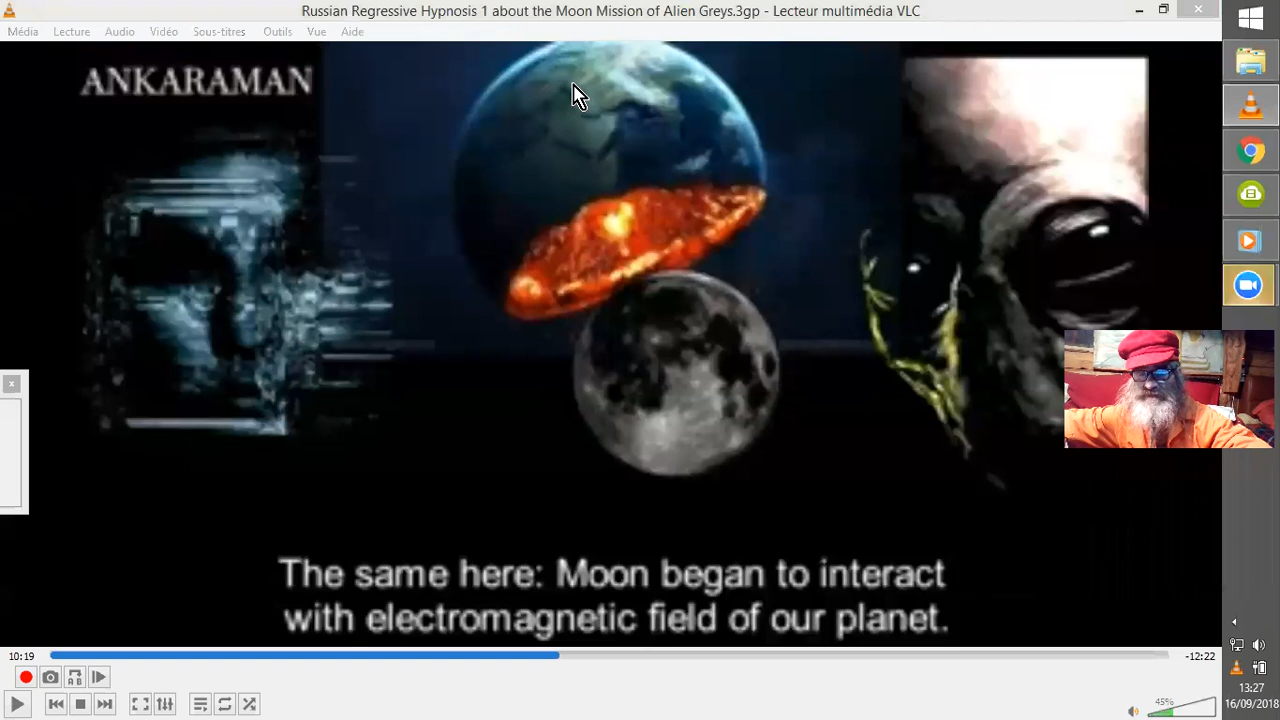 Russian Regressive Hypnosis 1 about the Moon Mission of Alien Greys.3gp - Lecteur multimédia VLC
Média Lecture Audio Vidéo Sous-titres Outils Vue Aide
ANKARAMAN
The same here: Moon began to interact
with electromagnetic field of our planet.
10:19
-12:22
45%
13:27
16/09/2018